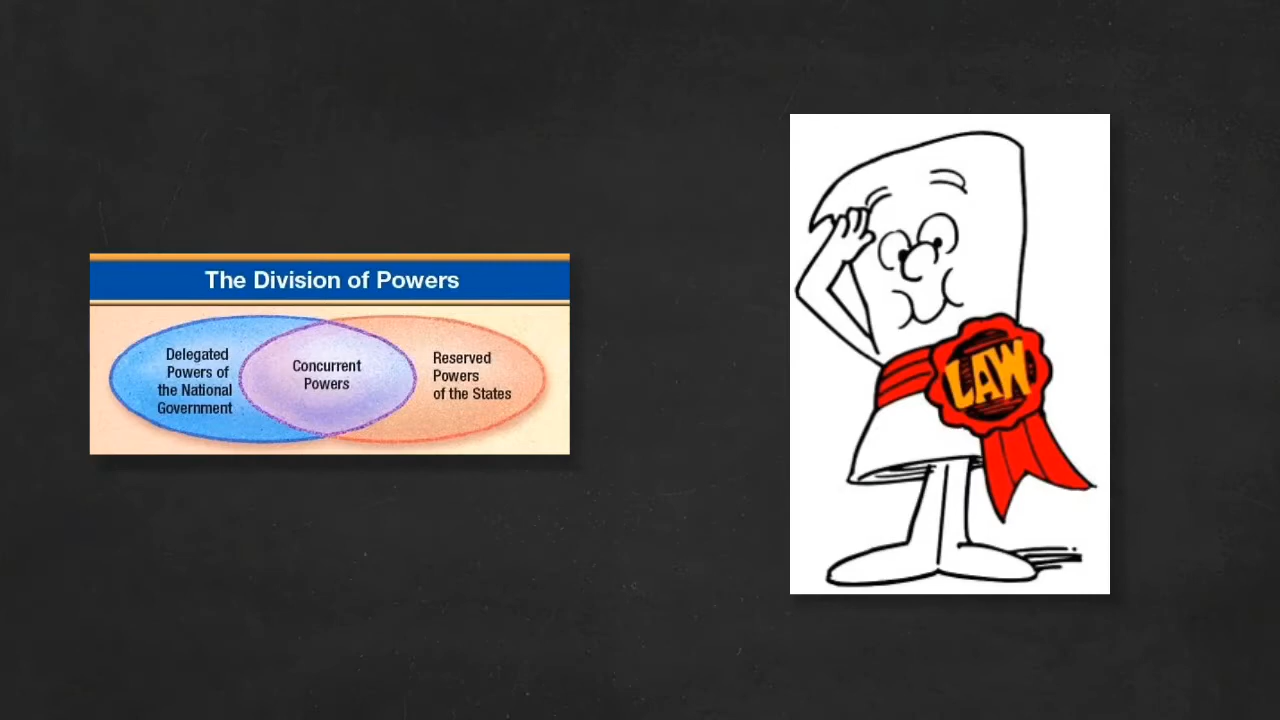 The Division of Powers
Delegated
Powers of
the National
Government
Concurrent
Powers
Reserved
Powers
of the States
LAW